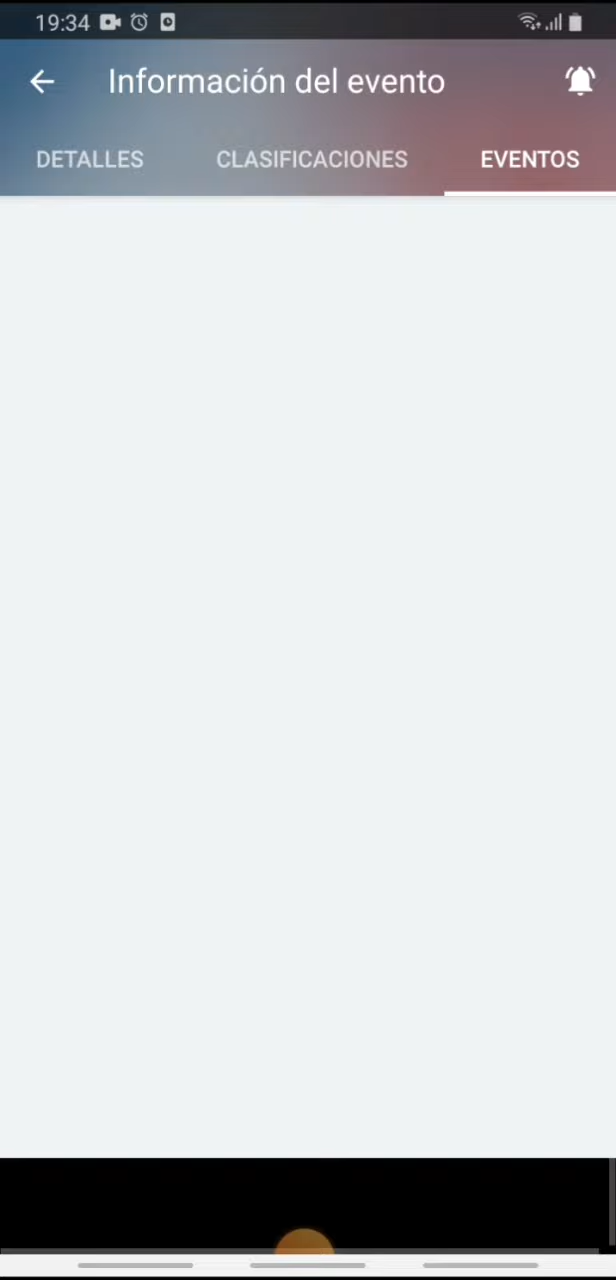 19:34
Información del evento
DETALLES
CLASIFICACIONES
EVENTOS